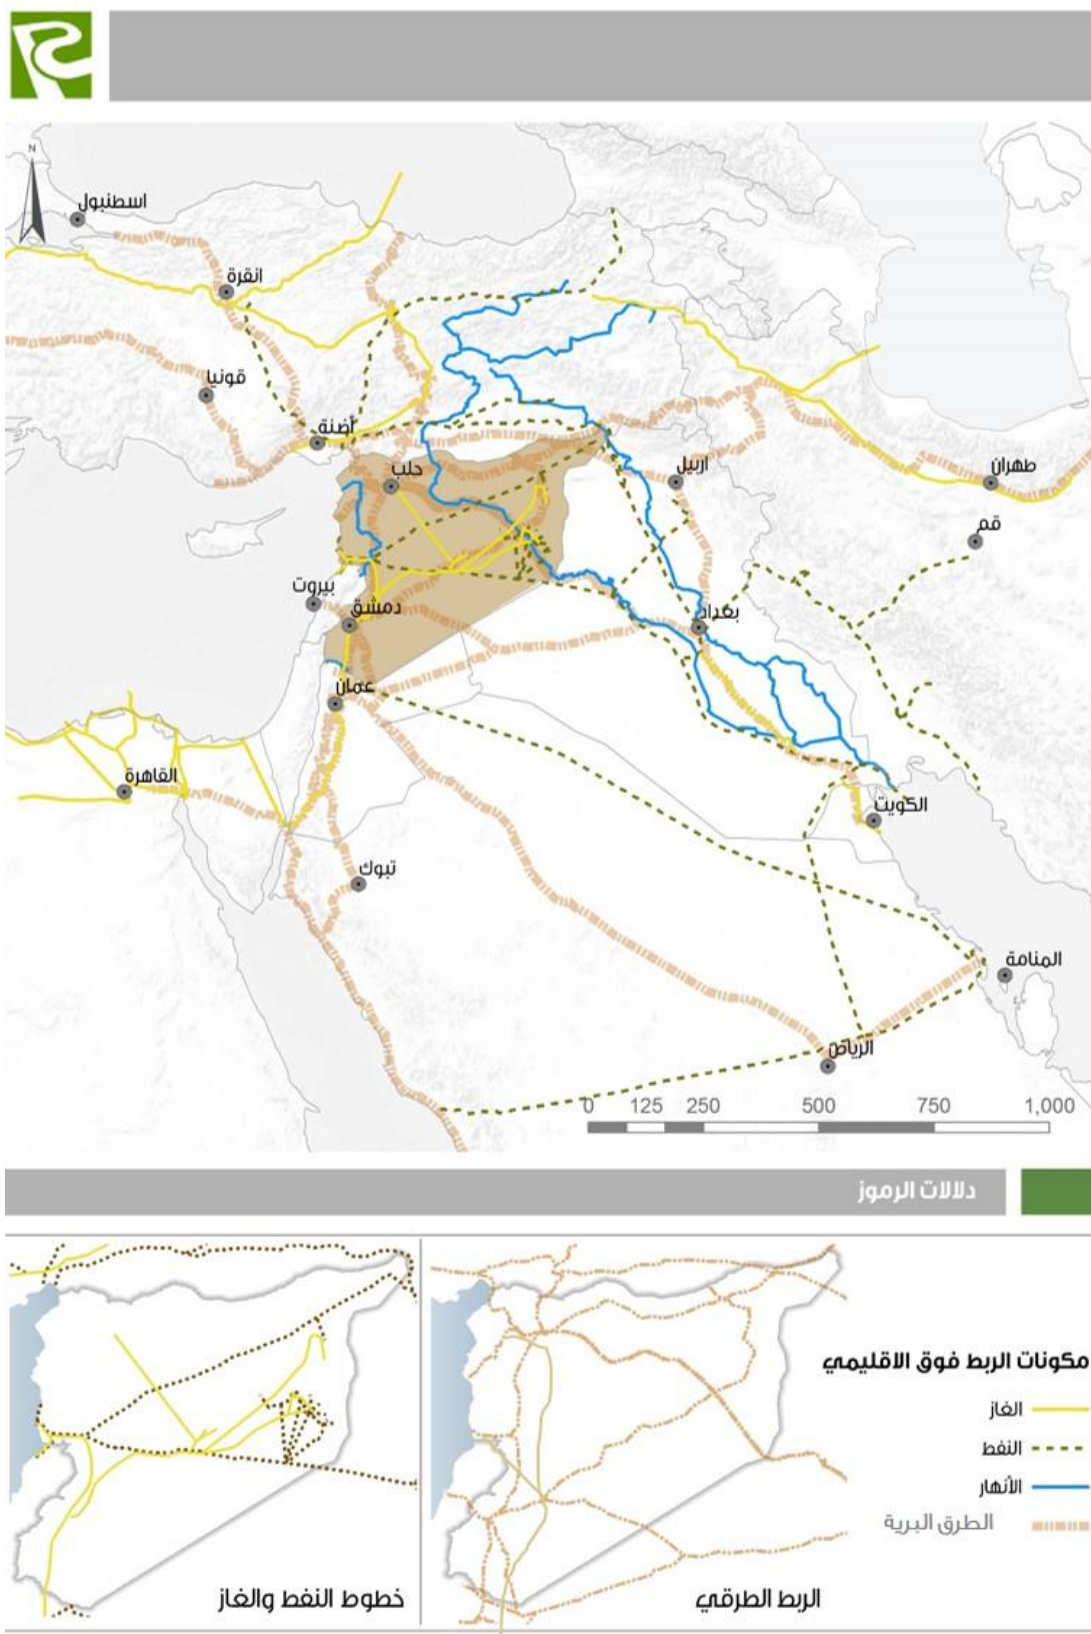 N
اسطنبول
انقرة
قونيا
أضنة
حلب
اربيل
طهران
قم
بيروت
دمشق
بغداد
عمان
القاهرة
الكويت
تبوك
المنامة
الرياض
0 125 250 500 750 1,000
دلالات الرموز
مكونات الربط فوق الاقليمي
الغاز
النفط
الأنهار
الطرق البرية
الربط الطرقي
خطوط النفط والغاز